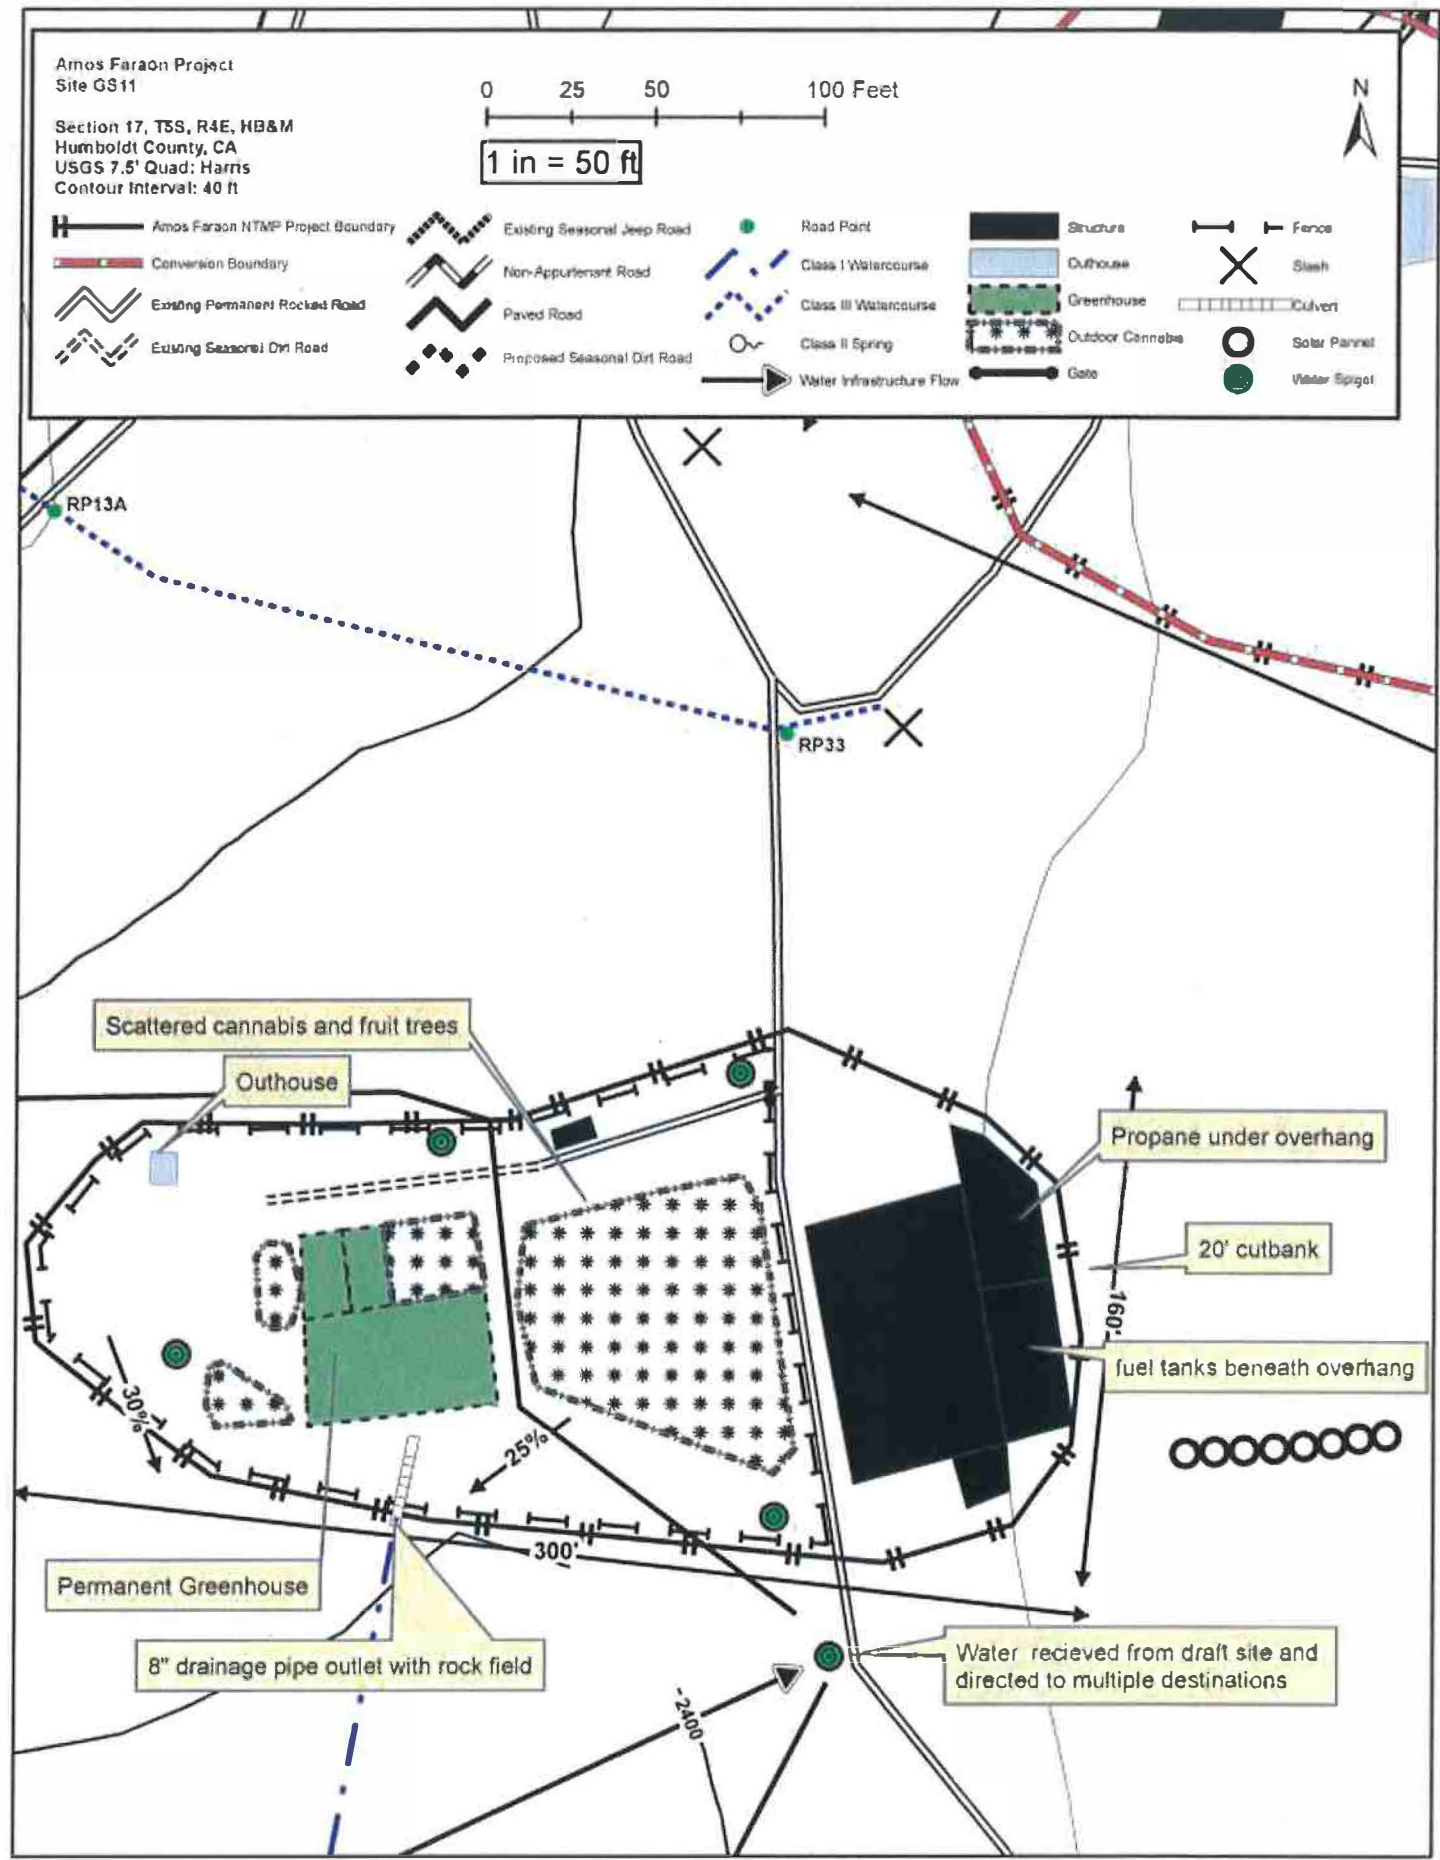 Amos Faraon Project
Site GS11
Section 17, T5S, R4E, HB&M
Humboldt County, CA
USGS 7.5' Quad: Harris
Contour Interval: 40 ft
0 25 50 100 Feet
1 in = 50 ft
N
Amos Faraon NTMP Project Boundary
Conversion Boundary
Existing Permanent Rocked Road
Existing Seasonal Dirt Road
Existing Seasonal Jeep Road
Non-Appurtenant Road
Paved Road
Proposed Seasonal Dirt Road
Road Point
Class I Watercourse
Class III Watercourse
Class II Spring
Water Infrastructure Flow
Structure
Outhouse
Greenhouse
Outdoor Cannabis
Gate
Fence
Slash
Culvert
Solar Pannel
Water Spigot
RP13A
RP33
Scattered cannabis and fruit trees
Outhouse
Propane under overhang
20' cutbank
160'
fuel tanks beneath overhang
30%
25%
300'
Permanent Greenhouse
8" drainage pipe outlet with rock field
Water recieved from draft site and
directed to multiple destinations
2400